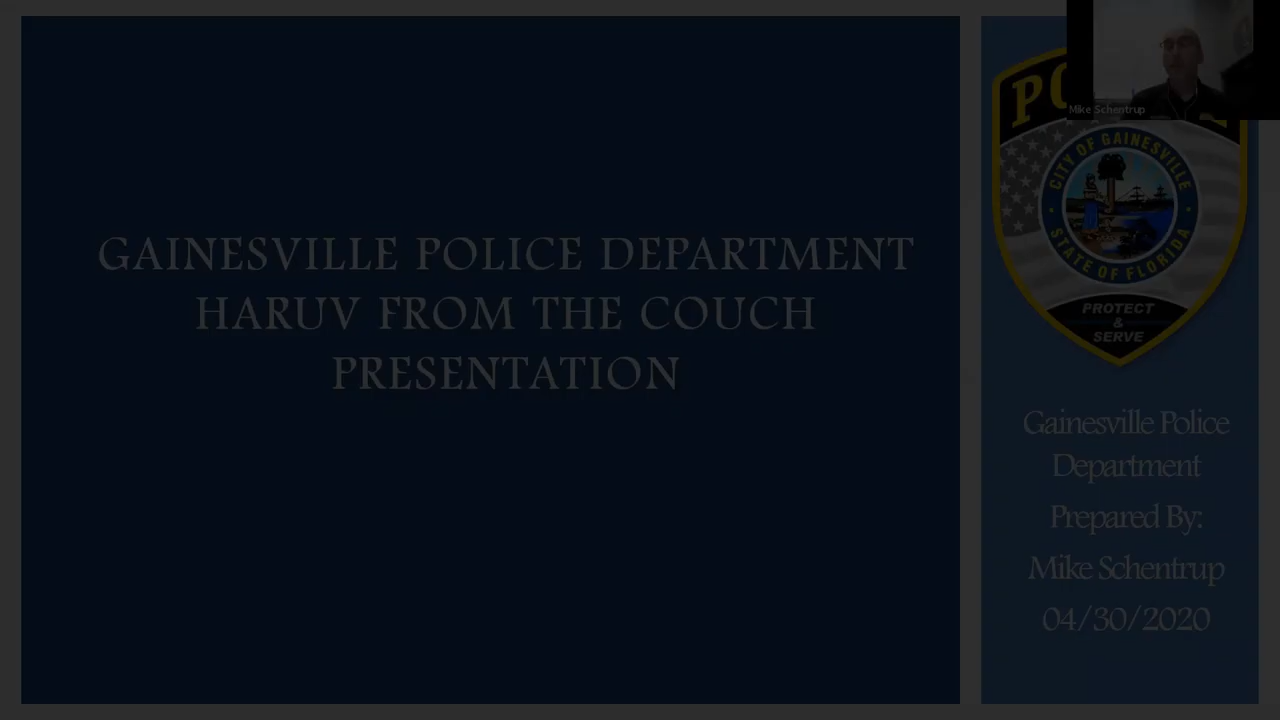 GAINESVILLE POLICE DEPARTMENT
HARUV FROM THE COUCH
PRESENTATION
Mike Schentrup
CITY OF GAINESVILLE
STATE OF FLORIDA
PROTECT
&
SERVE
Gainesville Police
Department
Prepared By:
Mike Schentrup
04/30/2020